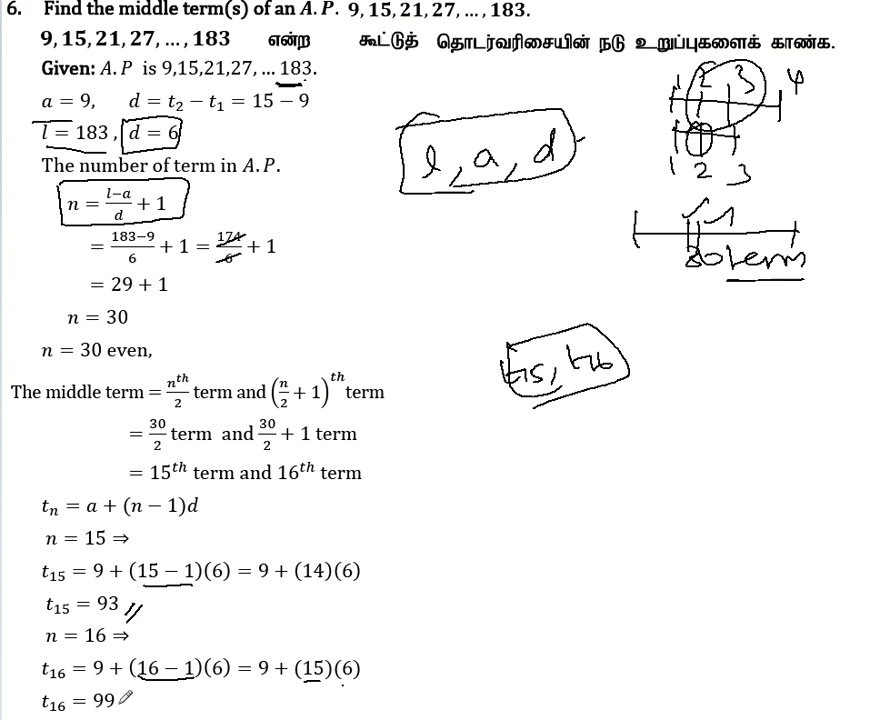 6. Find the middle term(s) of an A. P. 9, 15, 21, 27, … , 183.
9, 15, 21, 27, … , 183 என்ற கூட்டுத் தொடர்வரிசையின் நடு உறுப்புகளைக் காண்க.
Given: A. P is 9,15,21,27, … 183.
a = 9, d = t₂ − t₁ = 15 − 9
l = 183 , d = 6
The number of term in A. P.
n = (l−a)/d + 1
= (183−9)/6 + 1 = 174/6 + 1
= 29 + 1
n = 30
n = 30 even,
The middle term = nᵗʰ/2 term and (n/2 + 1)ᵗʰ term
= 30/2 term and 30/2 + 1 term
= 15ᵗʰ term and 16ᵗʰ term
tₙ = a + (n − 1)d
n = 15 ⇒
t₁₅ = 9 + (15 − 1)(6) = 9 + (14)(6)
t₁₅ = 93
n = 16 ⇒
t₁₆ = 9 + (16 − 1)(6) = 9 + (15)(6)
t₁₆ = 99
l, a, d
1 2 3 4
1 2 3
30 term
t15, t16